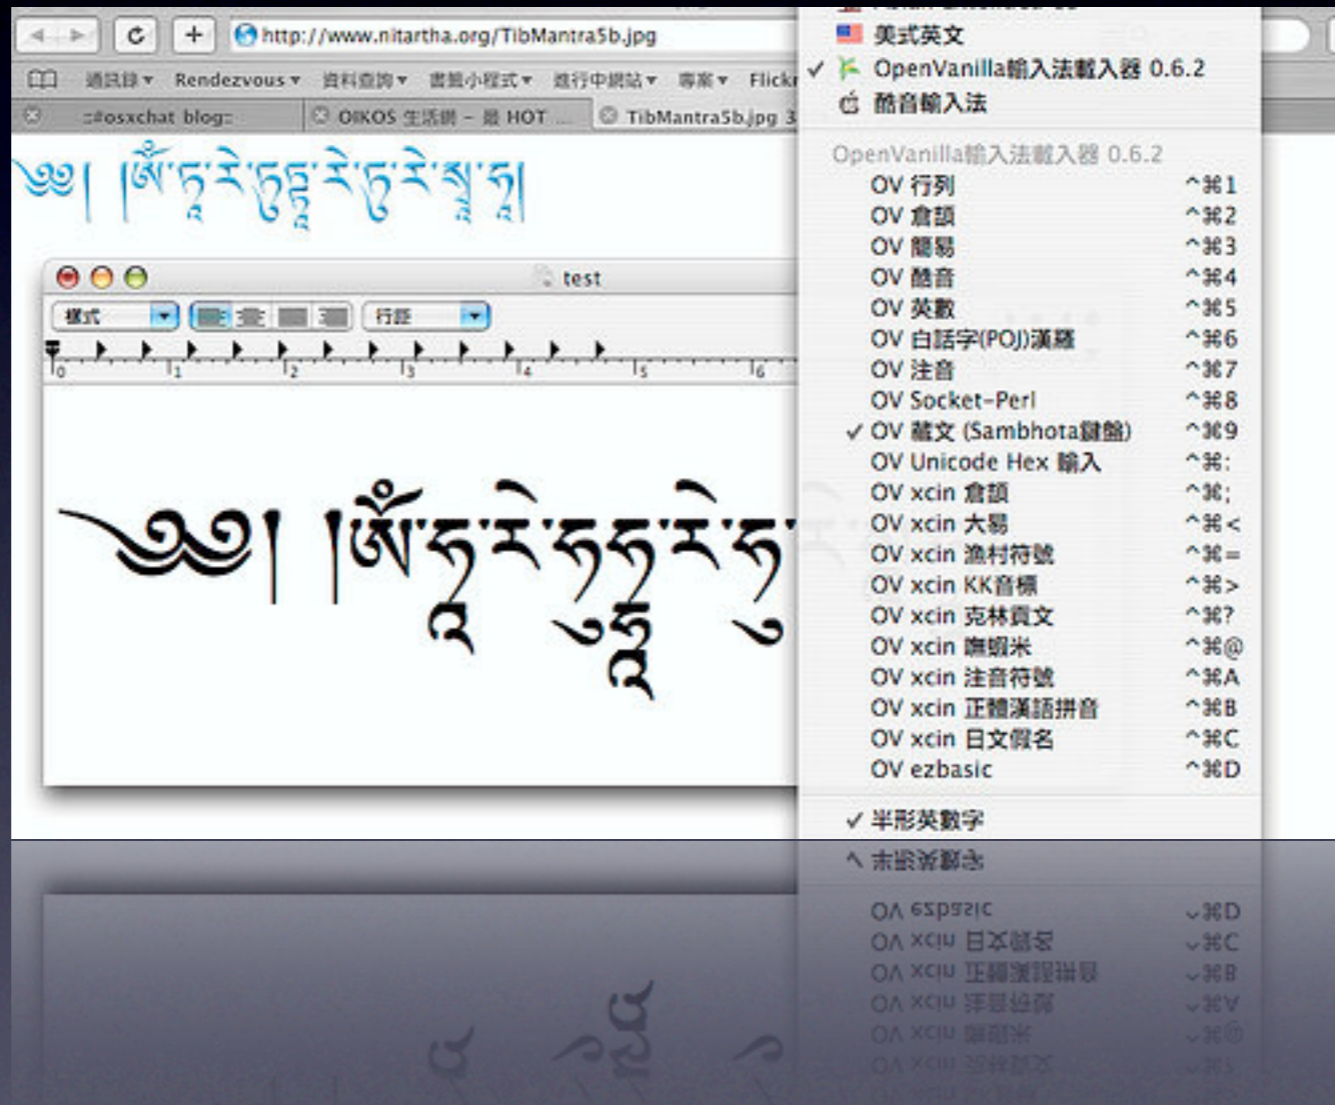 http://www.nitartha.org/TibMantra5b.jpg
通訊錄 Rendezvous 資料查詢 書籤小程式 進行中網站 專案 Flickr
::#osxchat blog:: OIKOS 生活網 – 最 HOT ... TibMantra5b.jpg 3
༄༅། །ༀ་ཏཱ་རེ་ཏུཏྟཱ་རེ་ཏུ་རེ་སྭཱ་ཧཱ།
test
樣式 行距
0 1 2 3 4 5 6
༄༅། །ༀ་ཏཱ་རེ་ཏུཏྟཱ་རེ་ཏུ་
美式英文
✓ OpenVanilla輸入法載入器 0.6.2
酷音輸入法
OpenVanilla輸入法載入器 0.6.2
OV 行列 ^⌘1
OV 倉頡 ^⌘2
OV 簡易 ^⌘3
OV 酷音 ^⌘4
OV 英數 ^⌘5
OV 白話字(POJ)漢羅 ^⌘6
OV 注音 ^⌘7
OV Socket-Perl ^⌘8
✓ OV 藏文 (Sambhota鍵盤) ^⌘9
OV Unicode Hex 輸入 ^⌘:
OV xcin 倉頡 ^⌘;
OV xcin 大易 ^⌘<
OV xcin 漁村符號 ^⌘=
OV xcin KK音標 ^⌘>
OV xcin 克林貢文 ^⌘?
OV xcin 嘸蝦米 ^⌘@
OV xcin 注音符號 ^⌘A
OV xcin 正體漢語拼音 ^⌘B
OV xcin 日文假名 ^⌘C
OV ezbasic ^⌘D
✓ 半形英數字